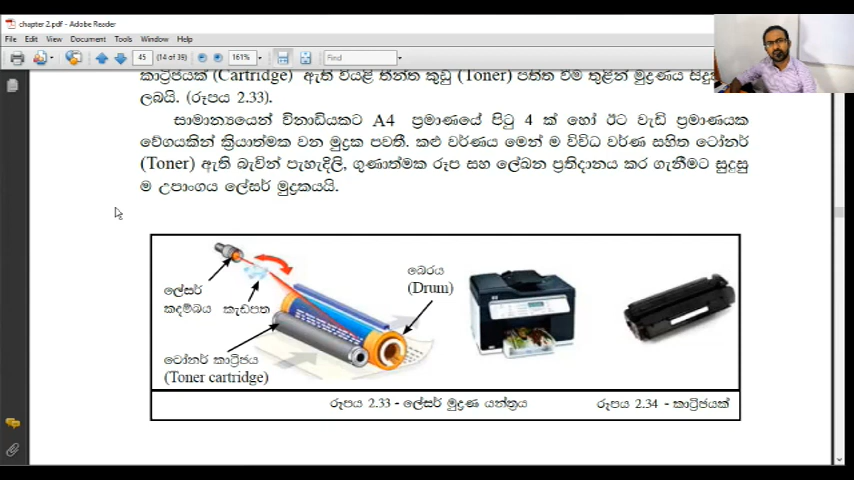 chapter 2.pdf - Adobe Reader
File Edit View Document Tools Window Help
45 (14 of 39) 161% Find
කාට්‍රිජයක් (Cartridge) ඇති වියළි තීන්ත කුඩු (Toner) පතිත වීම තුළින් මුද්‍රණය
ලබයි. (රූපය 2.33).
සාමාන්‍යයෙන් විනාඩියකට A4 ප්‍රමාණයේ පිටු 4 ක් හෝ ඊට වැඩි ප්‍රමාණයක
වේගයකින් ක්‍රියාත්මක වන මුද්‍රක පවතී. කළු වර්ණය මෙන් ම විවිධ වර්ණ සහිත ටෝනර්
(Toner) ඇති බැවින් පැහැදිලි, ගුණාත්මක රූප සහ ලේඛන ප්‍රතිදානය කර ගැනීමට සුදුසු
ම උපාංගය ලේසර් මුද්‍රකයයි.
ලේසර්
කදම්බය
කැඩපත
බෙරය
(Drum)
ටෝනර් කාට්‍රිජය
(Toner cartridge)
රූපය 2.33 - ලේසර් මුද්‍රණ යන්ත්‍රය
රූපය 2.34 - කාට්‍රිජයක්